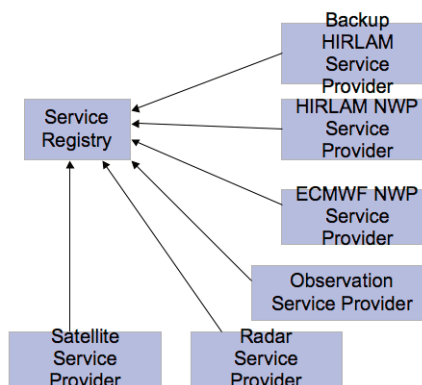 Backup
HIRLAM
Service
Provider
HIRLAM NWP
Service
Provider
Service
Registry
ECMWF NWP
Service
Provider
Observation
Service Provider
Satellite
Service
Provider
Radar
Service
Provider